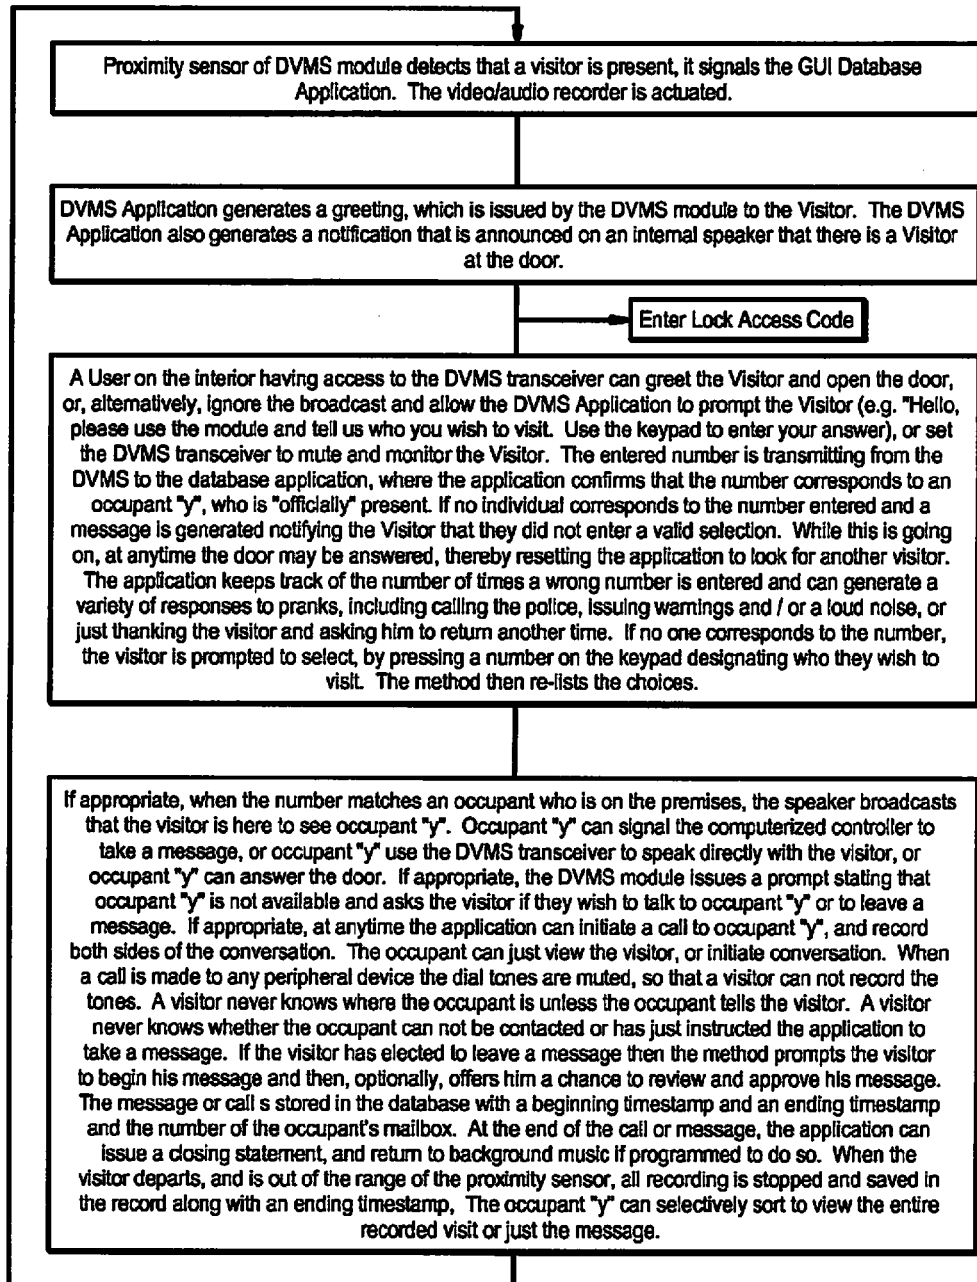 Proximity sensor of DVMS module detects that a visitor is present, it signals the GUI Database
Application. The video/audio recorder is actuated.
DVMS Application generates a greeting, which is issued by the DVMS module to the Visitor. The DVMS
Application also generates a notification that is announced on an internal speaker that there is a Visitor
at the door.
Enter Lock Access Code
A User on the interior having access to the DVMS transceiver can greet the Visitor and open the door,
or, alternatively, ignore the broadcast and allow the DVMS Application to prompt the Visitor (e.g. "Hello,
please use the module and tell us who you wish to visit. Use the keypad to enter your answer), or set
the DVMS transceiver to mute and monitor the Visitor. The entered number is transmitting from the
DVMS to the database application, where the application confirms that the number corresponds to an
occupant "y", who is "officially" present. If no individual corresponds to the number entered and a
message is generated notifying the Visitor that they did not enter a valid selection. While this is going
on, at anytime the door may be answered, thereby resetting the application to look for another visitor.
The application keeps track of the number of times a wrong number is entered and can generate a
variety of responses to pranks, including calling the police, issuing warnings and / or a loud noise, or
just thanking the visitor and asking him to return another time. If no one corresponds to the number,
the visitor is prompted to select, by pressing a number on the keypad designating who they wish to
visit. The method then re-lists the choices.
If appropriate, when the number matches an occupant who is on the premises, the speaker broadcasts
that the visitor is here to see occupant "y". Occupant "y" can signal the computerized controller to
take a message, or occupant "y" use the DVMS transceiver to speak directly with the visitor, or
occupant "y" can answer the door. If appropriate, the DVMS module issues a prompt stating that
occupant "y" is not available and asks the visitor if they wish to talk to occupant "y" or to leave a
message. If appropriate, at anytime the application can initiate a call to occupant "y", and record
both sides of the conversation. The occupant can just view the visitor, or initiate conversation. When
a call is made to any peripheral device the dial tones are muted, so that a visitor can not record the
tones. A visitor never knows where the occupant is unless the occupant tells the visitor. A visitor
never knows whether the occupant can not be contacted or has just instructed the application to
take a message. If the visitor has elected to leave a message then the method prompts the visitor
to begin his message and then, optionally, offers him a chance to review and approve his message.
The message or call s stored in the database with a beginning timestamp and an ending timestamp
and the number of the occupant's mailbox. At the end of the call or message, the application can
issue a closing statement, and return to background music if programmed to do so. When the
visitor departs, and is out of the range of the proximity sensor, all recording is stopped and saved in
the record along with an ending timestamp, The occupant "y" can selectively sort to view the entire
recorded visit or just the message.